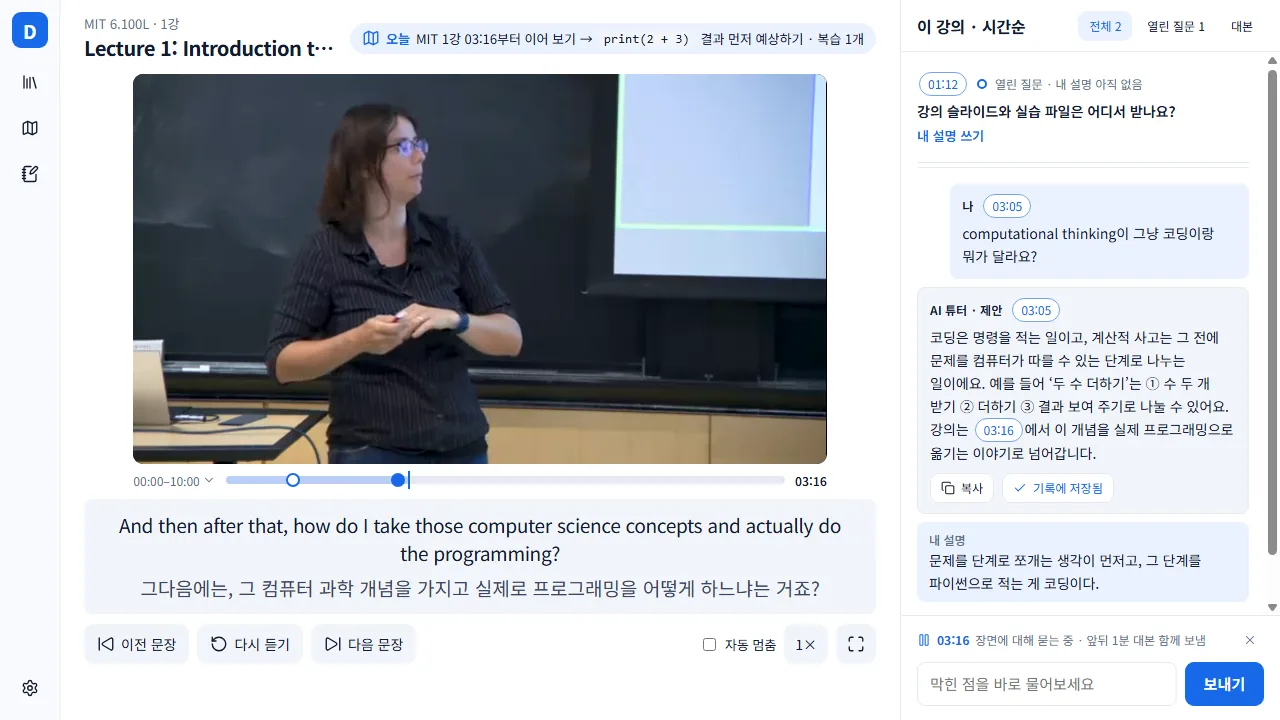 D
MIT 6.100L · 1강
Lecture 1: Introduction t…
오늘 MIT 1강 03:16부터 이어 보기 → print(2 + 3) 결과 먼저 예상하기 · 복습 1개
00:00–10:00
03:16
And then after that, how do I take those computer science concepts and actually do
the programming?
그다음에는, 그 컴퓨터 과학 개념을 가지고 실제로 프로그래밍을 어떻게 하느냐는 거죠?
이전 문장
다시 듣기
다음 문장
자동 멈춤
1×
이 강의 · 시간순
전체 2
열린 질문 1
대본
01:12 열린 질문 · 내 설명 아직 없음
강의 슬라이드와 실습 파일은 어디서 받나요?
내 설명 쓰기
나 03:05
computational thinking이 그냥 코딩이랑
뭐가 달라요?
AI 튜터 · 제안 03:05
코딩은 명령을 적는 일이고, 계산적 사고는 그 전에
문제를 컴퓨터가 따를 수 있는 단계로 나누는
일이에요. 예를 들어 ‘두 수 더하기’는 ① 수 두 개
받기 ② 더하기 ③ 결과 보여 주기로 나눌 수 있어요.
강의는 03:16 에서 이 개념을 실제 프로그래밍으로
옮기는 이야기로 넘어갑니다.
복사
기록에 저장됨
내 설명
문제를 단계로 쪼개는 생각이 먼저고, 그 단계를
파이썬으로 적는 게 코딩이다.
03:16 장면에 대해 묻는 중 · 앞뒤 1분 대본 함께 보냄
막힌 점을 바로 물어보세요
보내기